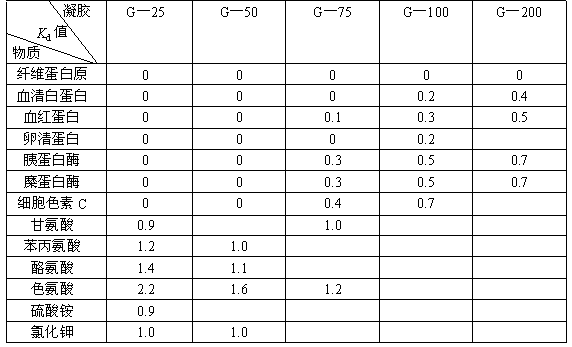 凝胶 G—25 G—50 G—75 G—100 G—200
Kd 值
物质
纤维蛋白原 0 0 0 0 0
血清白蛋白 0 0 0 0.2 0.4
血红蛋白 0 0 0.1 0.3 0.5
卵清蛋白 0 0 0 0.2
胰蛋白酶 0 0 0.3 0.5 0.7
糜蛋白酶 0 0 0.3 0.5 0.7
细胞色素 C 0 0 0.4 0.7
甘氨酸 0.9 1.0
苯丙氨酸 1.2 1.0
酪氨酸 1.4 1.1
色氨酸 2.2 1.6 1.2
硫酸铵 0.9
氯化钾 1.0 1.0